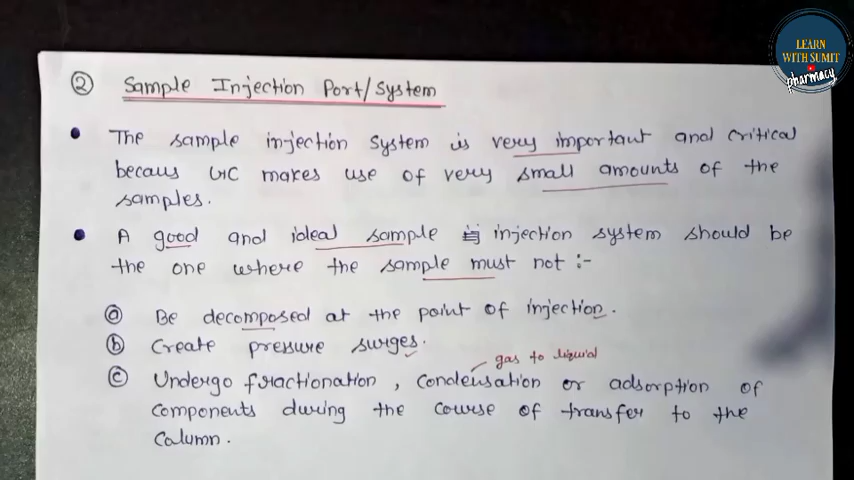 LEARN
WITH SUMIT
pharmacy
② Sample Injection Port/System
• The sample injection system is very important and critical
becaus GC makes use of very small amounts of the
samples.
• A good and ideal sample injection system should be
the one where the sample must not :-
ⓐ Be decomposed at the point of injection.
ⓑ Create pressure surges.
gas to liquid
ⓒ Undergo fractionation, condensation or adsorption of
components during the course of transfer to the
column.